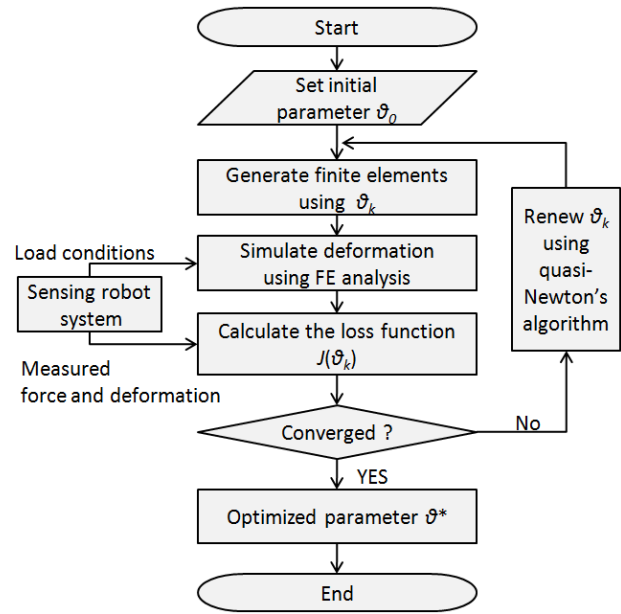 Start
Set initial
parameter ϑ0
Generate finite elements
using ϑk
Load conditions
Simulate deformation
using FE analysis
Sensing robot
system
Calculate the loss function
J(ϑk)
Measured
force and deformation
Renew ϑk
using
quasi-
Newton's
algorithm
Converged ?
No
YES
Optimized parameter ϑ*
End